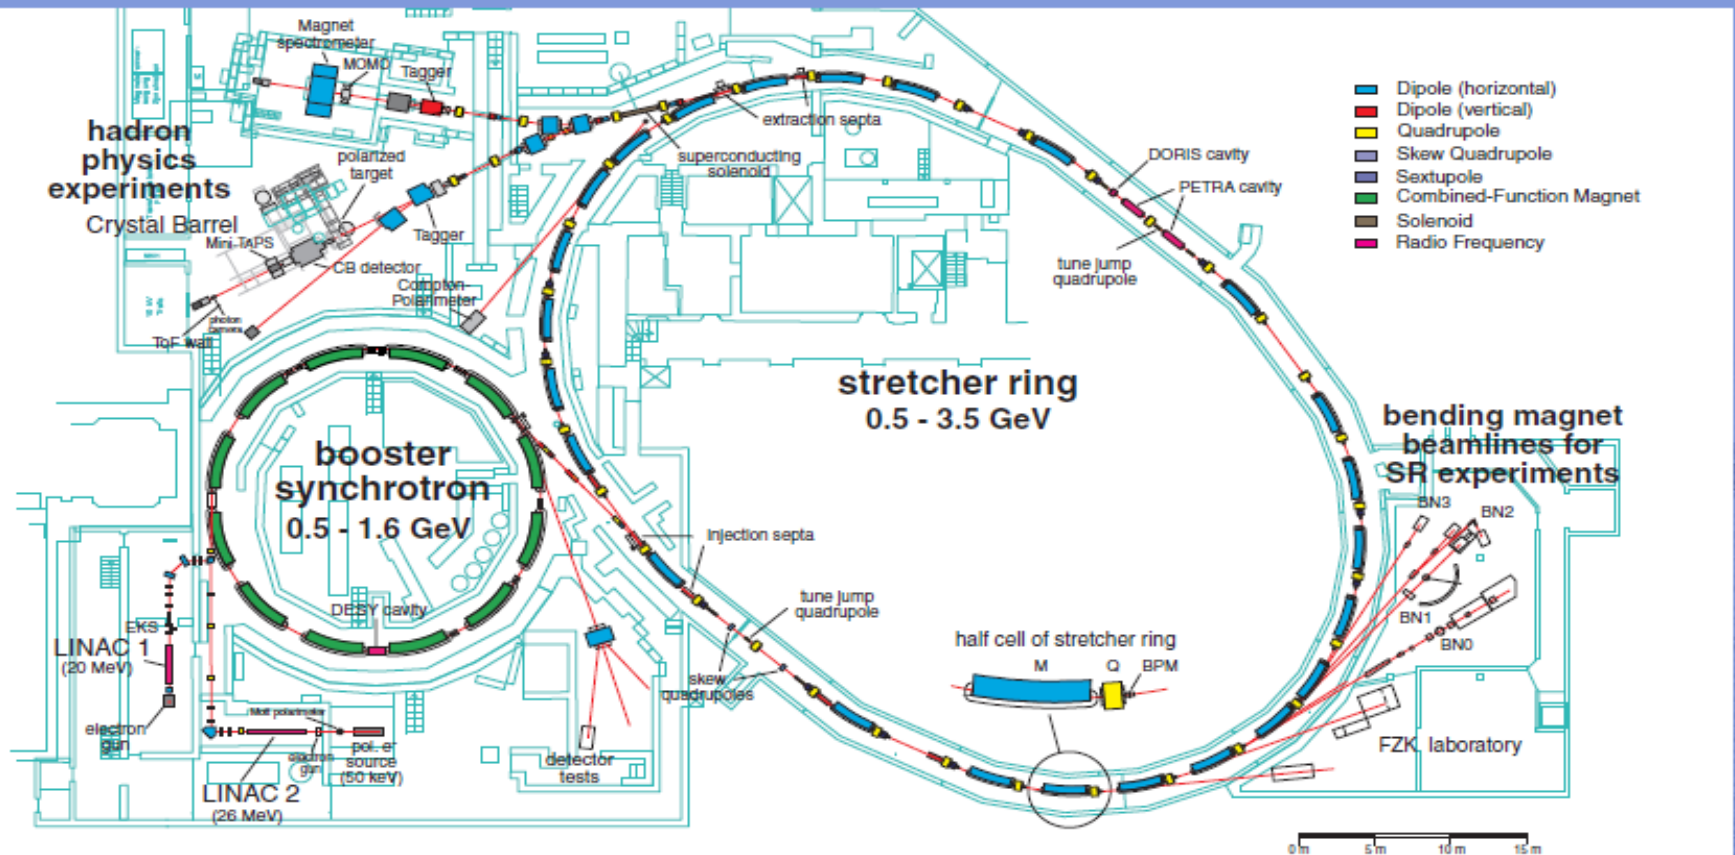 Magnet
spectrometer
MOMO
Tagger
hadron
physics
experiments
Crystal Barrel
polarized
target
Mini-TAPS
Tagger
CB detector
Compton-
Polarimeter
photon
camera
ToF wall
extraction septa
superconducting
solenoid
DORIS cavity
PETRA cavity
tune jump
quadrupole
Dipole (horizontal)
Dipole (vertical)
Quadrupole
Skew Quadrupole
Sextupole
Combined-Function Magnet
Solenoid
Radio Frequency
stretcher ring
0.5 - 3.5 GeV
booster
synchrotron
0.5 - 1.6 GeV
DESY cavity
injection septa
tune jump
quadrupole
skew
quadrupoles
half cell of stretcher ring
M
Q
BPM
bending magnet
beamlines for
SR experiments
BN3
BN2
BN1
BN0
FZK laboratory
EKS
LINAC 1
(20 MeV)
electron
gun
Mott polarimeter
electron
gun
pol. e-
source
(50 keV)
LINAC 2
(26 MeV)
detector
tests
0 m
5 m
10 m
15 m